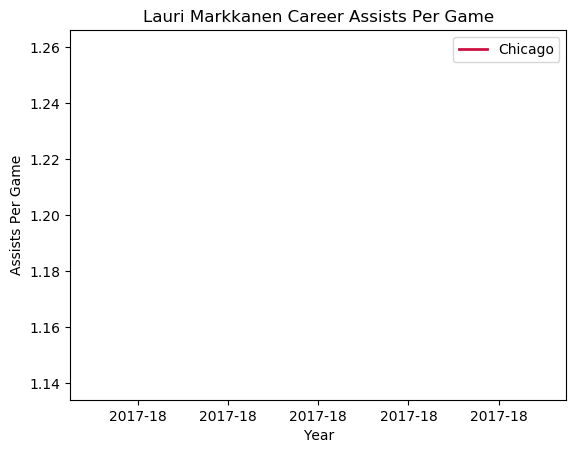 Lauri Markkanen Career Assists Per Game
Chicago
1.26
1.24
1.22
1.20
1.18
1.16
1.14
Assists Per Game
2017-18 2017-18 2017-18 2017-18 2017-18
Year